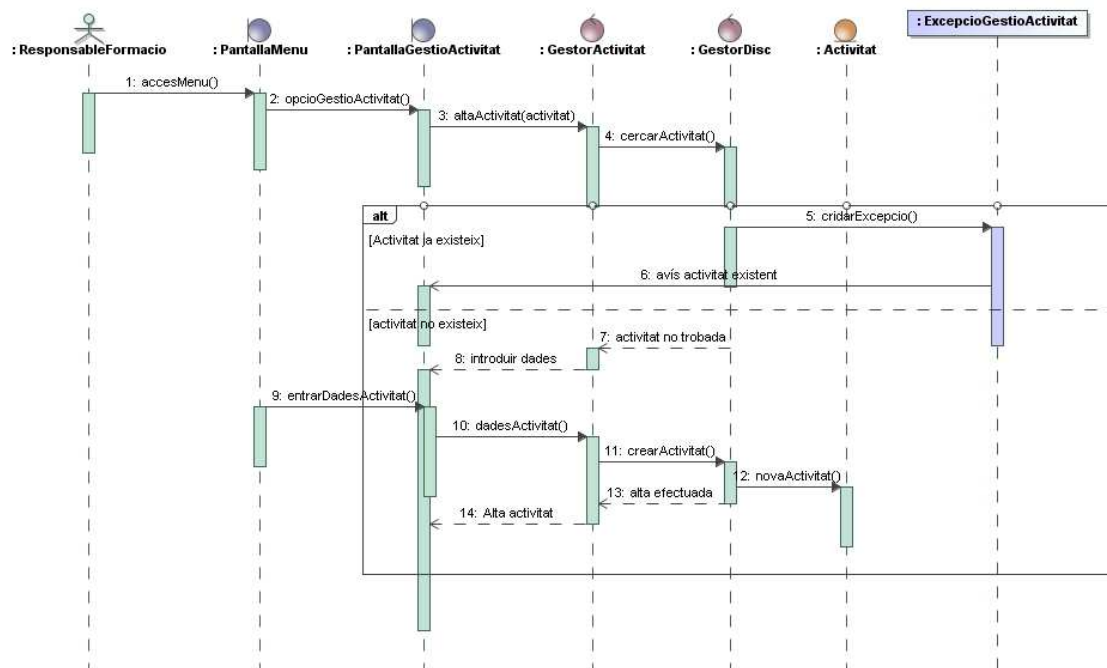 : ResponsableFormacio
: PantallaMenu
: PantallaGestioActivitat
: GestorActivitat
: GestorDisc
: Activitat
: ExcepcioGestioActivitat
1: accesMenu()
2: opcioGestioActivitat()
3: altaActivitat(activitat)
4: cercarActivitat()
alt
5: cridarExcepcio()
[Activitat ja existeix]
6: avís activitat existent
[activitat no existeix]
7: activitat no trobada
8: introduir dades
9: entrarDadesActivitat()
10: dadesActivitat()
11: crearActivitat()
12: novaActivitat()
13: alta efectuada
14: Alta activitat